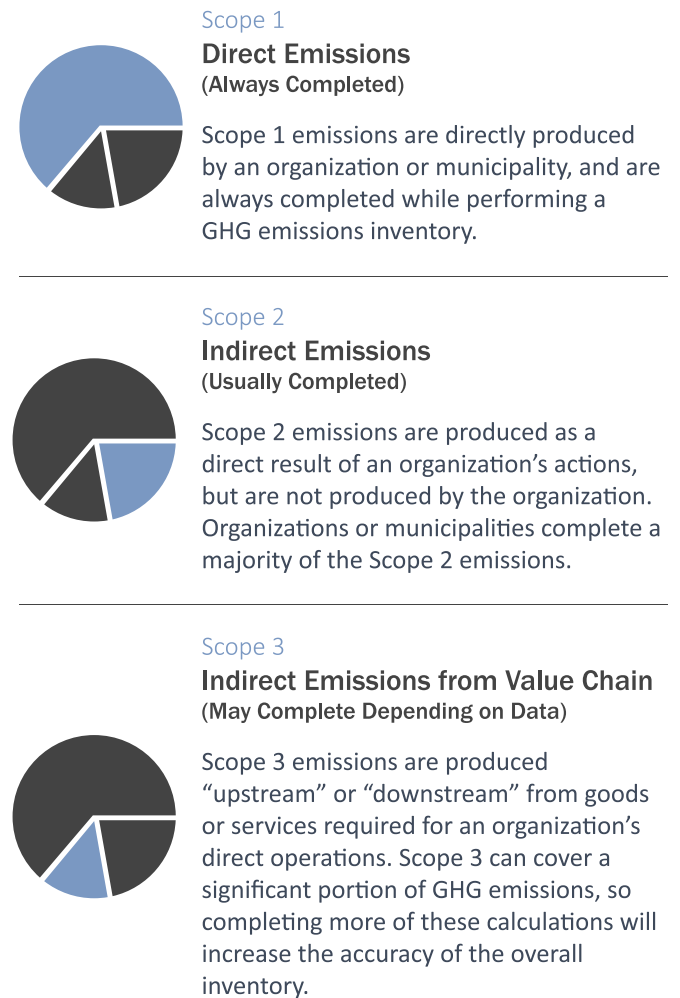 Scope 1
Direct Emissions
(Always Completed)
Scope 1 emissions are directly produced
by an organization or municipality, and are
always completed while performing a
GHG emissions inventory.
Scope 2
Indirect Emissions
(Usually Completed)
Scope 2 emissions are produced as a
direct result of an organization’s actions,
but are not produced by the organization.
Organizations or municipalities complete a
majority of the Scope 2 emissions.
Scope 3
Indirect Emissions from Value Chain
(May Complete Depending on Data)
Scope 3 emissions are produced
“upstream” or “downstream” from goods
or services required for an organization’s
direct operations. Scope 3 can cover a
significant portion of GHG emissions, so
completing more of these calculations will
increase the accuracy of the overall
inventory.